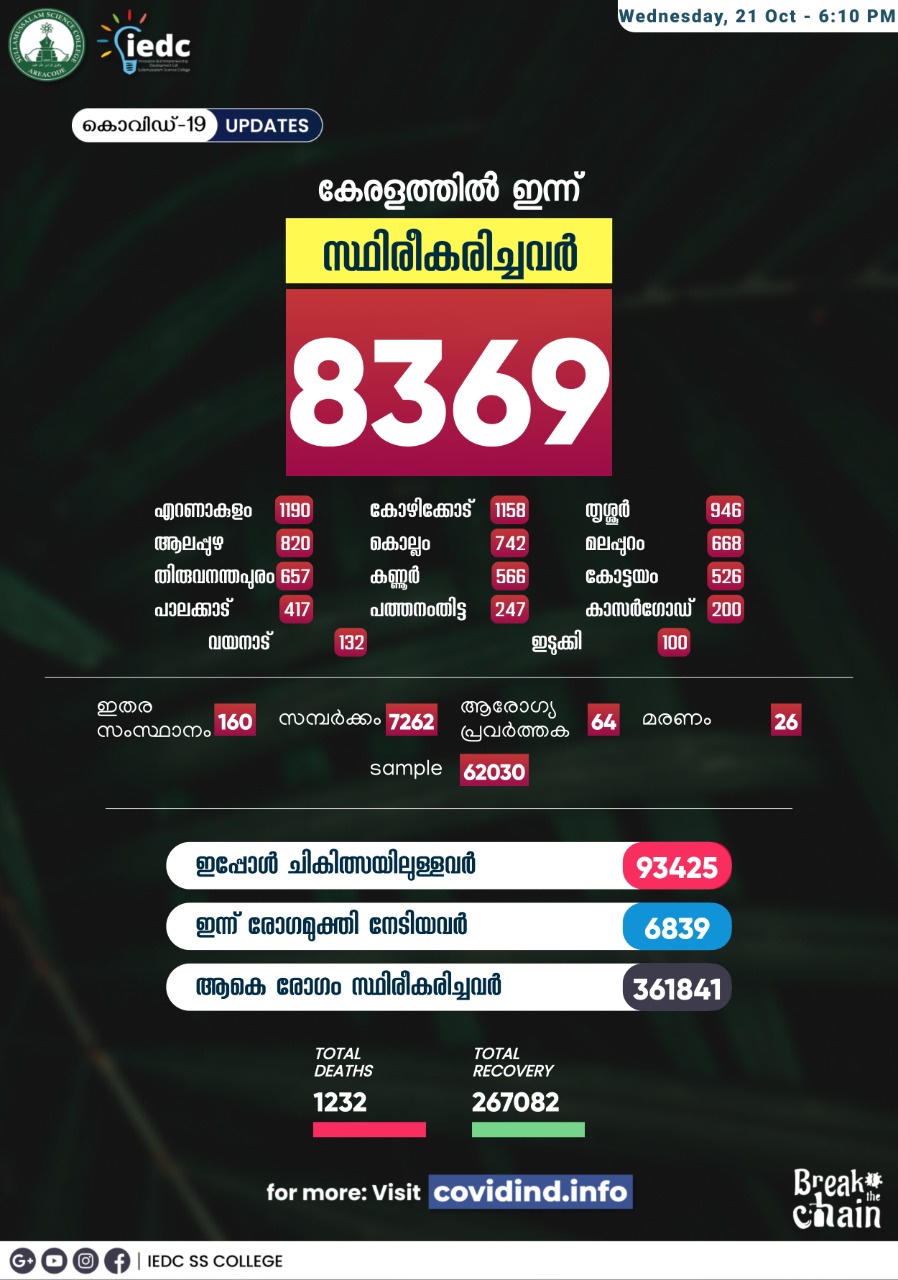 Wednesday, 21 Oct - 6:10 PM
SULLAMUSSALAM SCIENCE COLLEGE
AREACODE
iedc
കൊവിഡ്-19 UPDATES
കേരളത്തിൽ ഇന്ന്
സ്ഥിരീകരിച്ചവർ
8369
എറണാകുളം 1190 കോഴിക്കോട് 1158 തൃശ്ശൂർ 946
ആലപ്പുഴ 820 കൊല്ലം 742 മലപ്പുറം 668
തിരുവനന്തപുരം 657 കണ്ണൂർ 566 കോട്ടയം 526
പാലക്കാട് 417 പത്തനംതിട്ട 247 കാസർഗോഡ് 200
വയനാട് 132 ഇടുക്കി 100
ഇതര
സംസ്ഥാനം 160 സമ്പർക്കം 7262 ആരോഗ്യ
പ്രവർത്തക 64 മരണം 26
sample 62030
ഇപ്പോൾ ചികിത്സയിലുള്ളവർ 93425
ഇന്ന് രോഗമുക്തി നേടിയവർ 6839
ആകെ രോഗം സ്ഥിരീകരിച്ചവർ 361841
TOTAL
DEATHS
1232
TOTAL
RECOVERY
267082
for more: Visit covidind.info
Break
the
chain
G+ f | IEDC SS COLLEGE